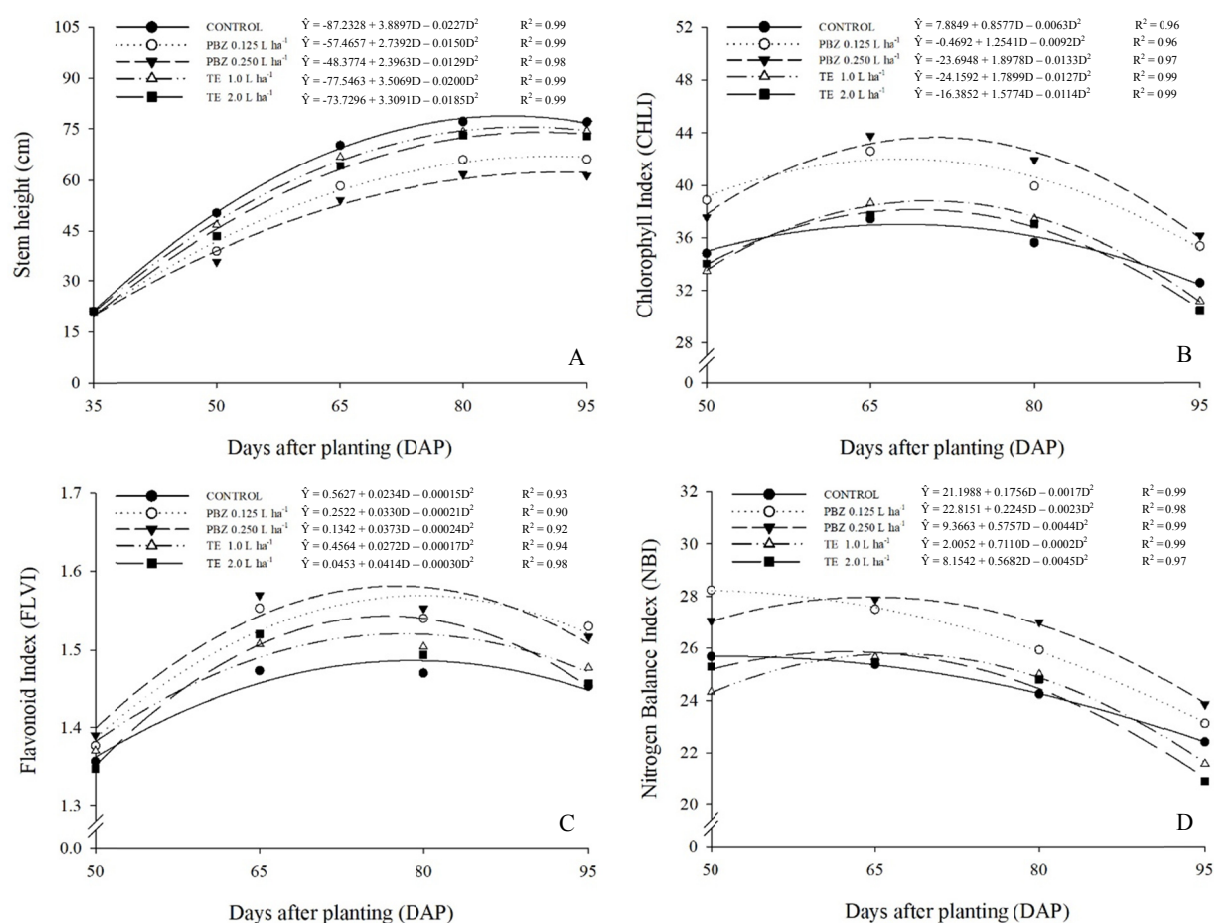 105
90
75
60
45
30
15
0
Stem height (cm)
CONTROL Ŷ = -87.2328 + 3.8897D – 0.0227D² R² = 0.99
PBZ 0.125 L ha⁻¹ Ŷ = -57.4657 + 2.7392D – 0.0150D² R² = 0.99
PBZ 0.250 L ha⁻¹ Ŷ = -48.3774 + 2.3963D – 0.0129D² R² = 0.98
TE 1.0 L ha⁻¹ Ŷ = -77.5463 + 3.5069D – 0.0200D² R² = 0.99
TE 2.0 L ha⁻¹ Ŷ = -73.7296 + 3.3091D – 0.0185D² R² = 0.99
A
35 50 65 80 95
Days after planting (DAP)
52
48
44
40
36
32
28
0
Chlorophyll Index (CHLI)
CONTROL 7.8849 + 0.8577D – 0.0063D² R² = 0.96
PBZ 0.125 L ha⁻¹ Ŷ = -0.4692 + 1.2541D – 0.0092D² R² = 0.96
PBZ 0.250 L ha⁻¹ Ŷ = -23.6948 + 1.8978D – 0.0133D² R² = 0.97
TE 1.0 L ha⁻¹ Ŷ = -24.1592 + 1.7899D – 0.0127D² R² = 0.99
TE 2.0 L ha⁻¹ Ŷ = -16.3852 + 1.5774D – 0.0114D² R² = 0.99
B
50 65 80 95
Days after planting (DAP)
1.7
1.6
1.5
1.4
1.3
0.0
Flavonoid Index (FLVI)
CONTROL Ŷ = 0.5627 + 0.0234D – 0.00015D² R² = 0.93
PBZ 0.125 L ha⁻¹ Ŷ = 0.2522 + 0.0330D – 0.00021D² R² = 0.90
PBZ 0.250 L ha⁻¹ Ŷ = 0.1342 + 0.0373D – 0.00024D² R² = 0.92
TE 1.0 L ha⁻¹ Ŷ = 0.4564 + 0.0272D – 0.00017D² R² = 0.94
TE 2.0 L ha⁻¹ Ŷ = 0.0453 + 0.0414D – 0.00030D² R² = 0.98
C
50 65 80 95
Days after planting (DAP)
32
30
28
26
24
22
20
0
Nitrogen Balance Index (NBI)
CONTROL Ŷ = 21.1988 + 0.1756D – 0.0017D² R² = 0.99
PBZ 0.125 L ha⁻¹ Ŷ = 22.8151 + 0.2245D – 0.0023D² R² = 0.98
PBZ 0.250 L ha⁻¹ Ŷ = 9.3663 + 0.5757D – 0.0044D² R² = 0.99
TE 1.0 L ha⁻¹ Ŷ = 2.0052 + 0.7110D – 0.0002D² R² = 0.99
TE 2.0 L ha⁻¹ Ŷ = 8.1542 + 0.5682D – 0.0045D² R² = 0.97
D
50 65 80 95
Days after planting (DAP)